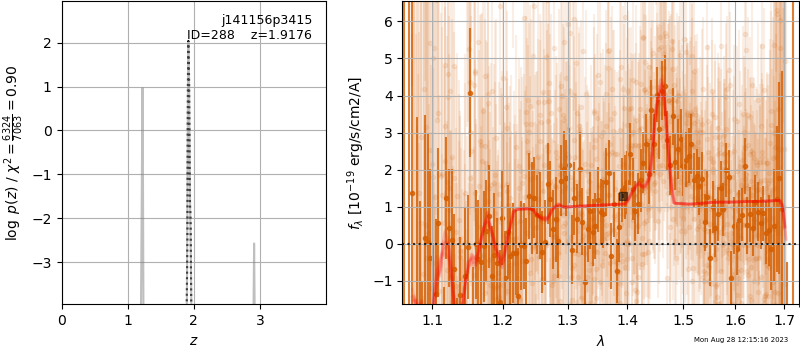 j141156p3415
ID=288 z=1.9176
log p(z) / χ² = 6324/7063 = 0.90
2
1
0
−1
−2
−3
0 1 2 3
z
f_λ [10⁻¹⁹ erg/s/cm2/A]
6
5
4
3
2
1
0
−1
1.1 1.2 1.3 1.4 1.5 1.6 1.7
λ
Mon Aug 28 12:15:16 2023